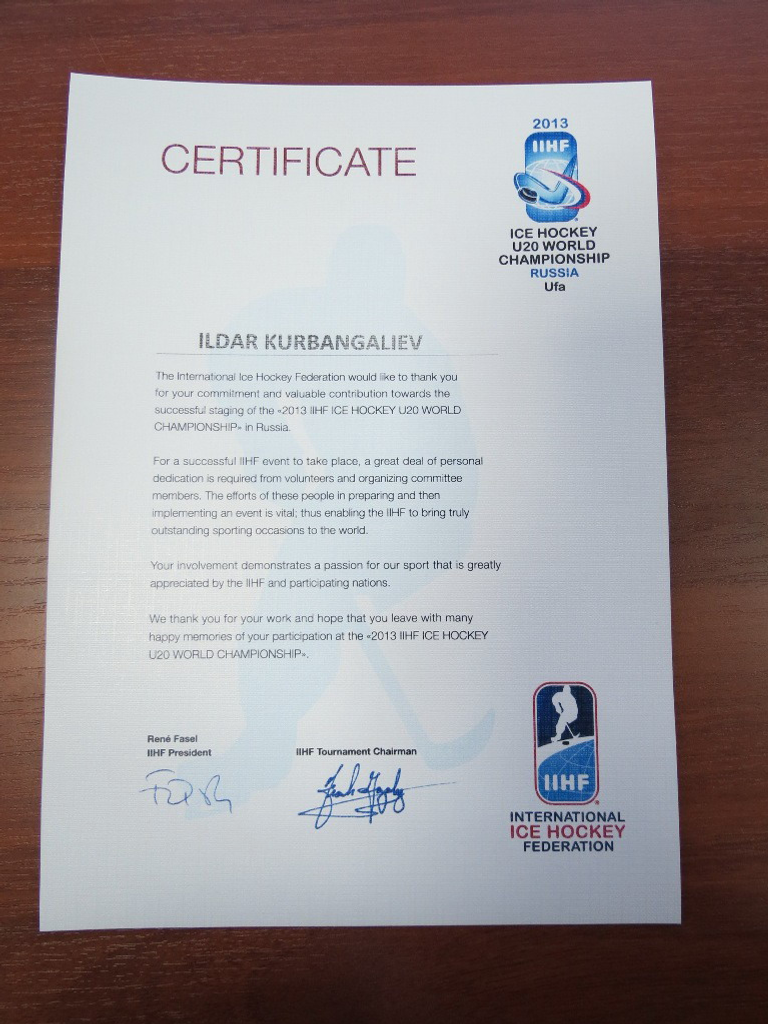 CERTIFICATE
2013
IIHF
ICE HOCKEY
U20 WORLD
CHAMPIONSHIP
RUSSIA
Ufa
ILDAR KURBANGALIEV
The International Ice Hockey Federation would like to thank you
for your commitment and valuable contribution towards the
successful staging of the «2013 IIHF ICE HOCKEY U20 WORLD
CHAMPIONSHIP» in Russia.
For a successful IIHF event to take place, a great deal of personal
dedication is required from volunteers and organizing committee
members. The efforts of these people in preparing and then
implementing an event is vital; thus enabling the IIHF to bring truly
outstanding sporting occasions to the world.
Your involvement demonstrates a passion for our sport that is greatly
appreciated by the IIHF and participating nations.
We thank you for your work and hope that you leave with many
happy memories of your participation at the «2013 IIHF ICE HOCKEY
U20 WORLD CHAMPIONSHIP».
René Fasel
IIHF President
IIHF Tournament Chairman
IIHF
INTERNATIONAL
ICE HOCKEY
FEDERATION